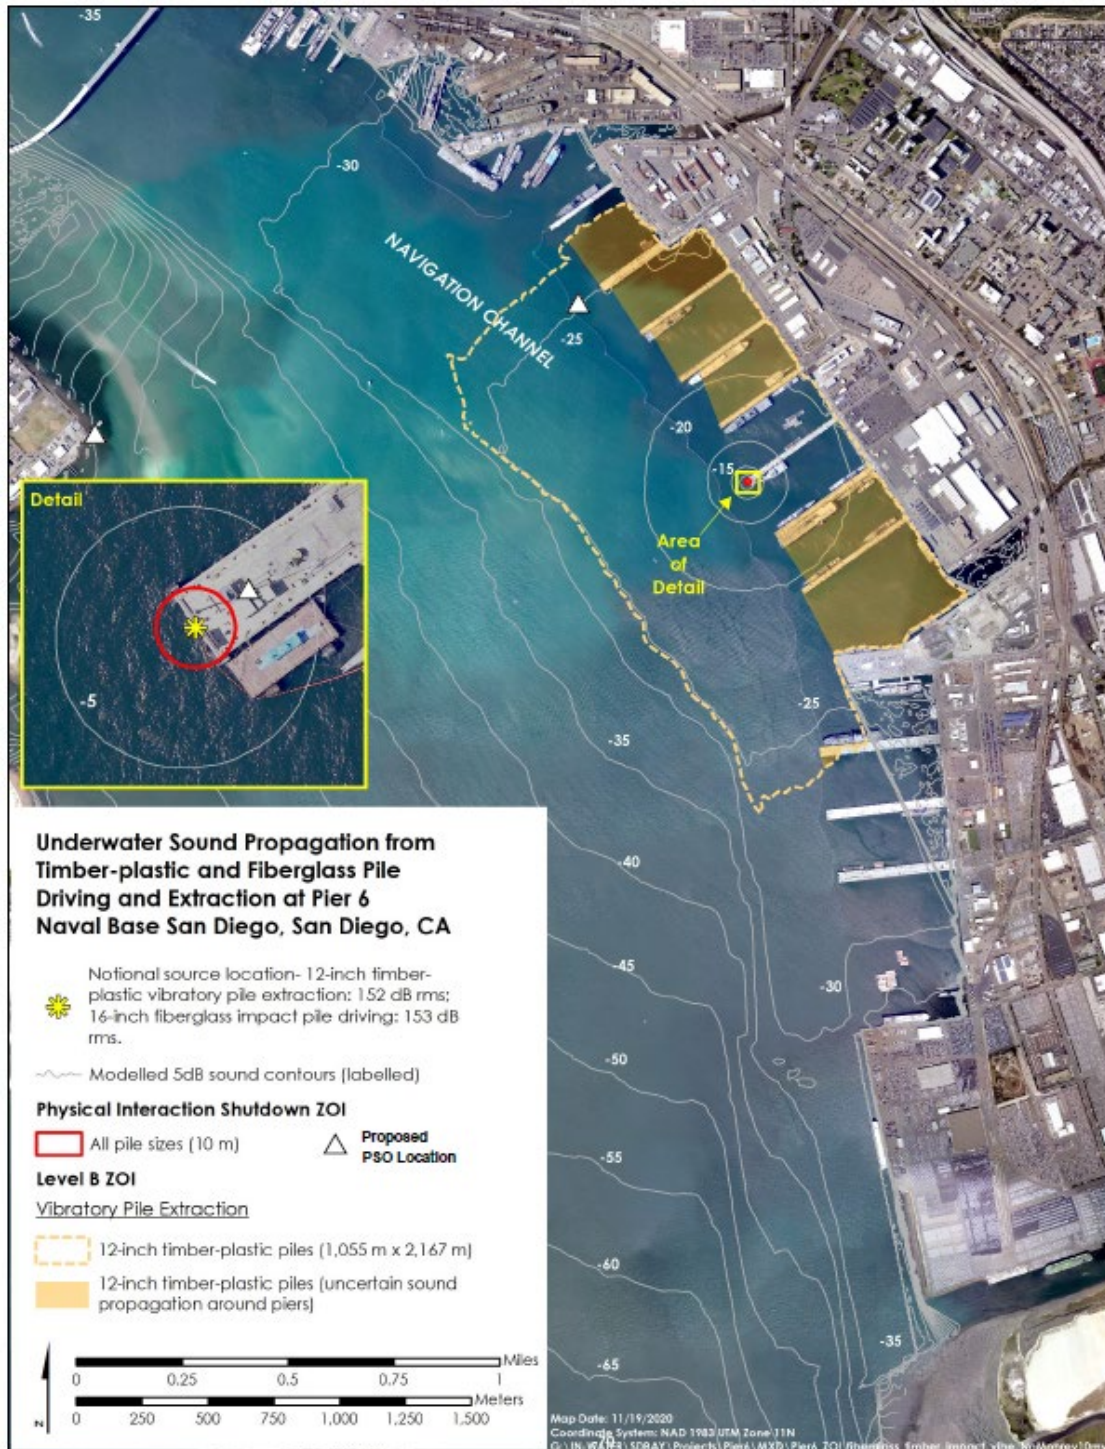 -35
-30
NAVIGATION CHANNEL
-25
-20
-15
Area
of
Detail
Detail
-5
-25
-35
-40
-45
-30
-50
-55
-60
-35
-65
-70
Underwater Sound Propagation from
Timber-plastic and Fiberglass Pile
Driving and Extraction at Pier 6
Naval Base San Diego, San Diego, CA
Notional source location- 12-inch timber-
plastic vibratory pile extraction: 152 dB rms;
16-inch fiberglass impact pile driving: 153 dB
rms.
Modelled 5dB sound contours (labelled)
Physical Interaction Shutdown ZOI
All pile sizes (10 m)
Proposed
PSO Location
Level B ZOI
Vibratory Pile Extraction
12-inch timber-plastic piles (1,055 m x 2,167 m)
12-inch timber-plastic piles (uncertain sound
propagation around piers)
N
Miles
0 0.25 0.5 0.75 1
Meters
0 250 500 750 1,000 1,250 1,500
Map Date: 11/19/2020
Coordinate System: NAD 1983 UTM Zone 11N